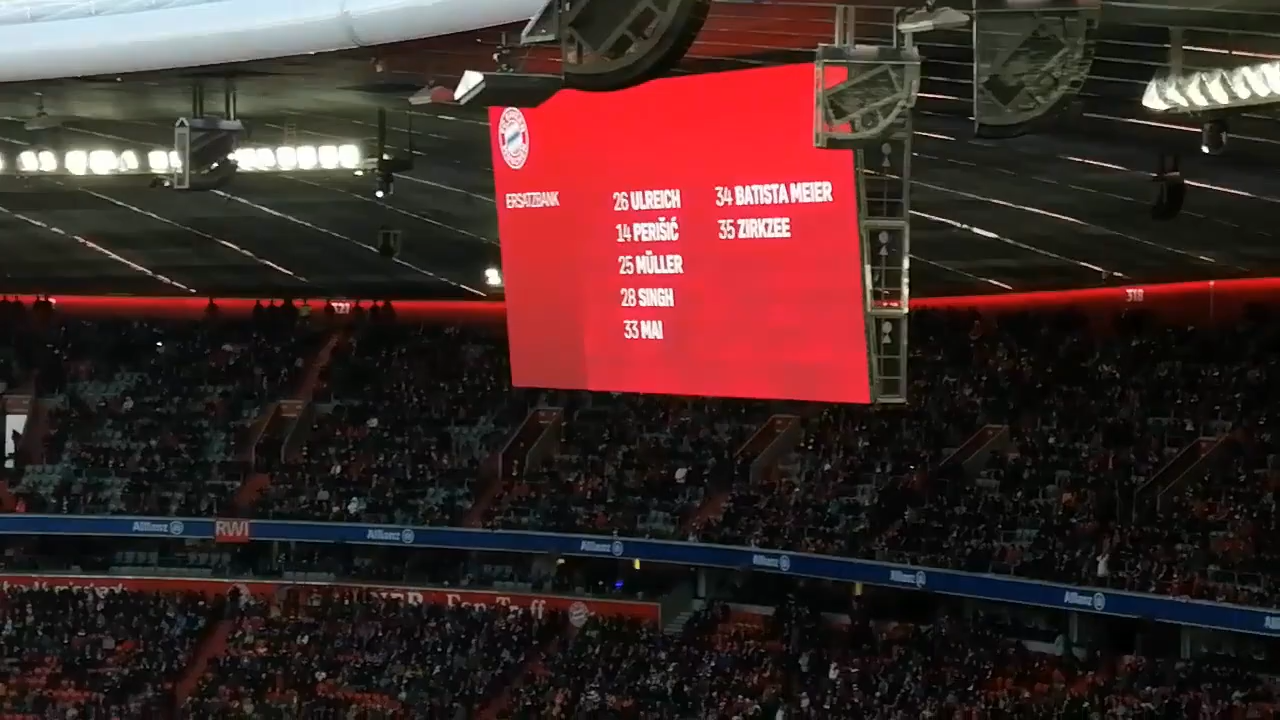 ERSATZBANK
26 ULREICH
14 PERIŠIĆ
25 MÜLLER
28 SINGH
33 MAI
34 BATISTA MEIER
35 ZIRKZEE
318
Allianz
RWI
Allianz
Allianz
Allianz
Allianz
Allianz